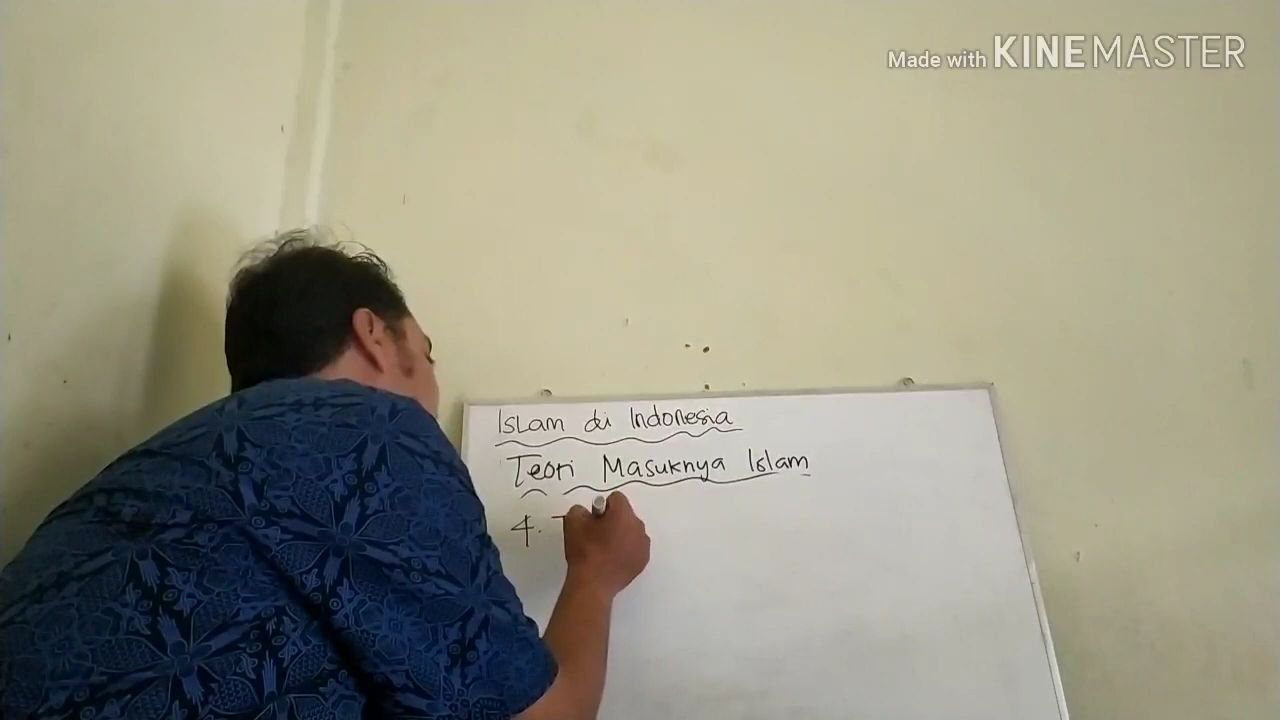 Made with KINEMASTER
Islam di Indonesia
Teori Masuknya Islam
4. T